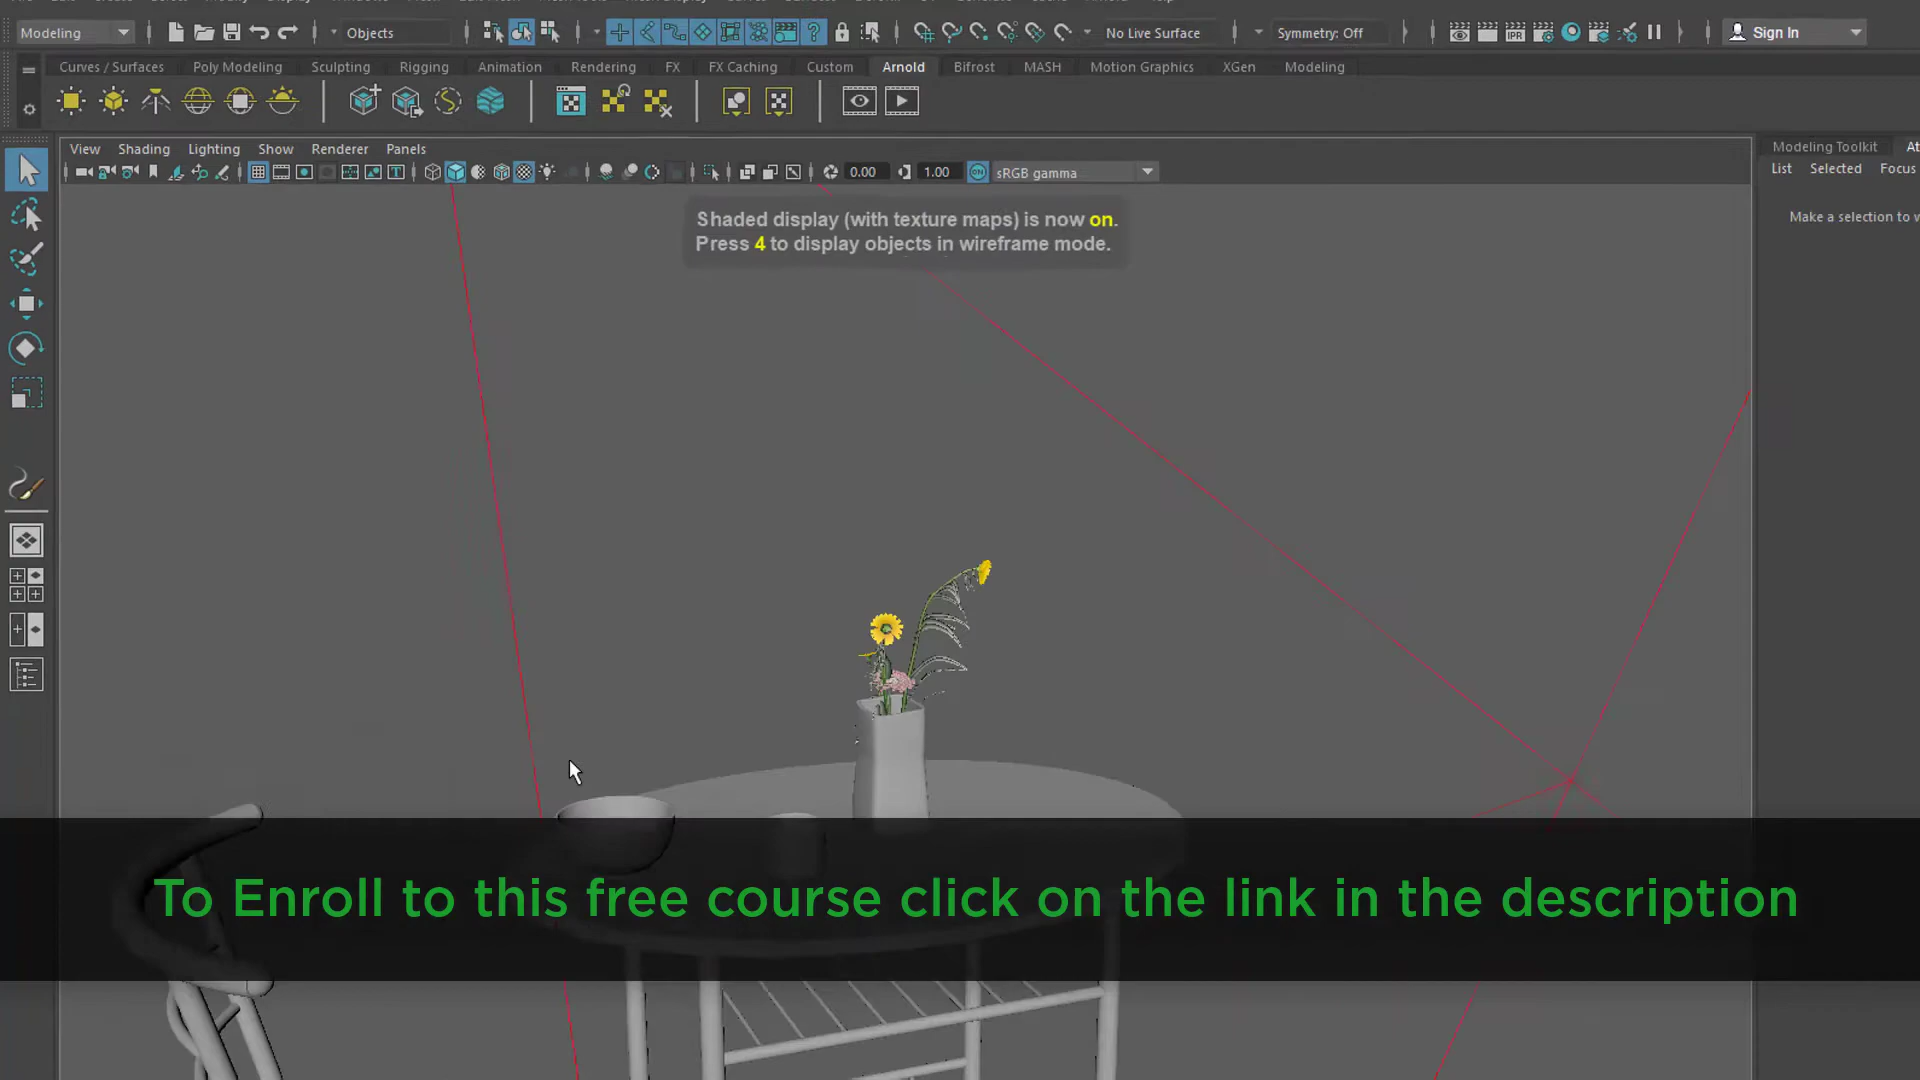 Modeling
Objects
No Live Surface
Symmetry: Off
IPR
Sign In
Curves / Surfaces
Poly Modeling
Sculpting
Rigging
Animation
Rendering
FX
FX Caching
Custom
Arnold
Bifrost
MASH
Motion Graphics
XGen
Modeling
View
Shading
Lighting
Show
Renderer
Panels
0.00
1.00
ON
sRGB gamma
Modeling Toolkit
List
Selected
Focus
Shaded display (with texture maps) is now on.
Press 4 to display objects in wireframe mode.
Make a selection to
To Enroll to this free course click on the link in the description